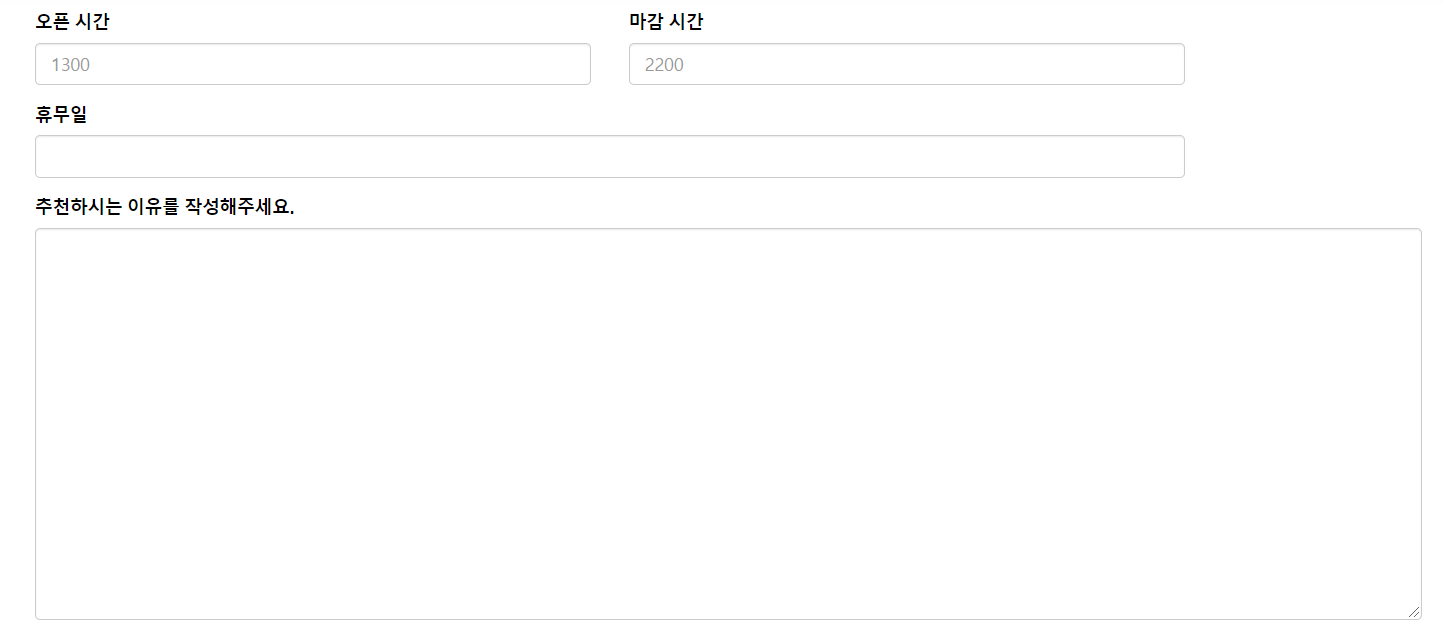 오픈 시간
마감 시간
1300
2200
휴무일
추천하시는 이유를 작성해주세요.